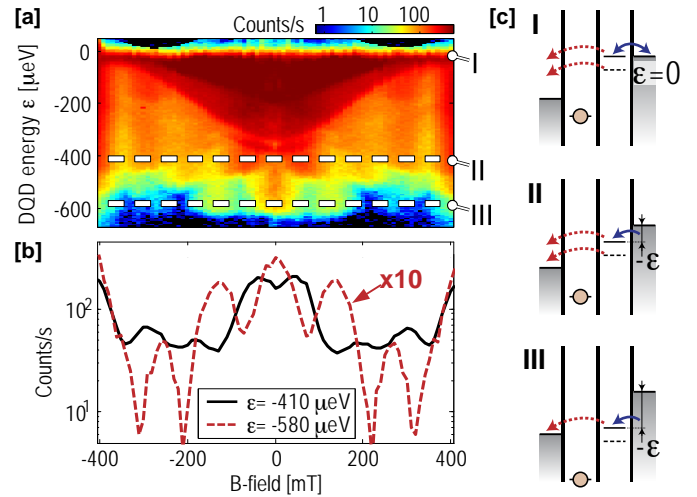 [a]
Counts/s
1 10 100
[c]
DQD energy ε [µeV]
0
-200
-400
-600
I
II
III
[b]
Counts/s
10²
10¹
x10
ε= -410 µeV
ε= -580 µeV
-400 -200 0 200 400
B-field [mT]
I
ε=0
II
-ε
III
-ε